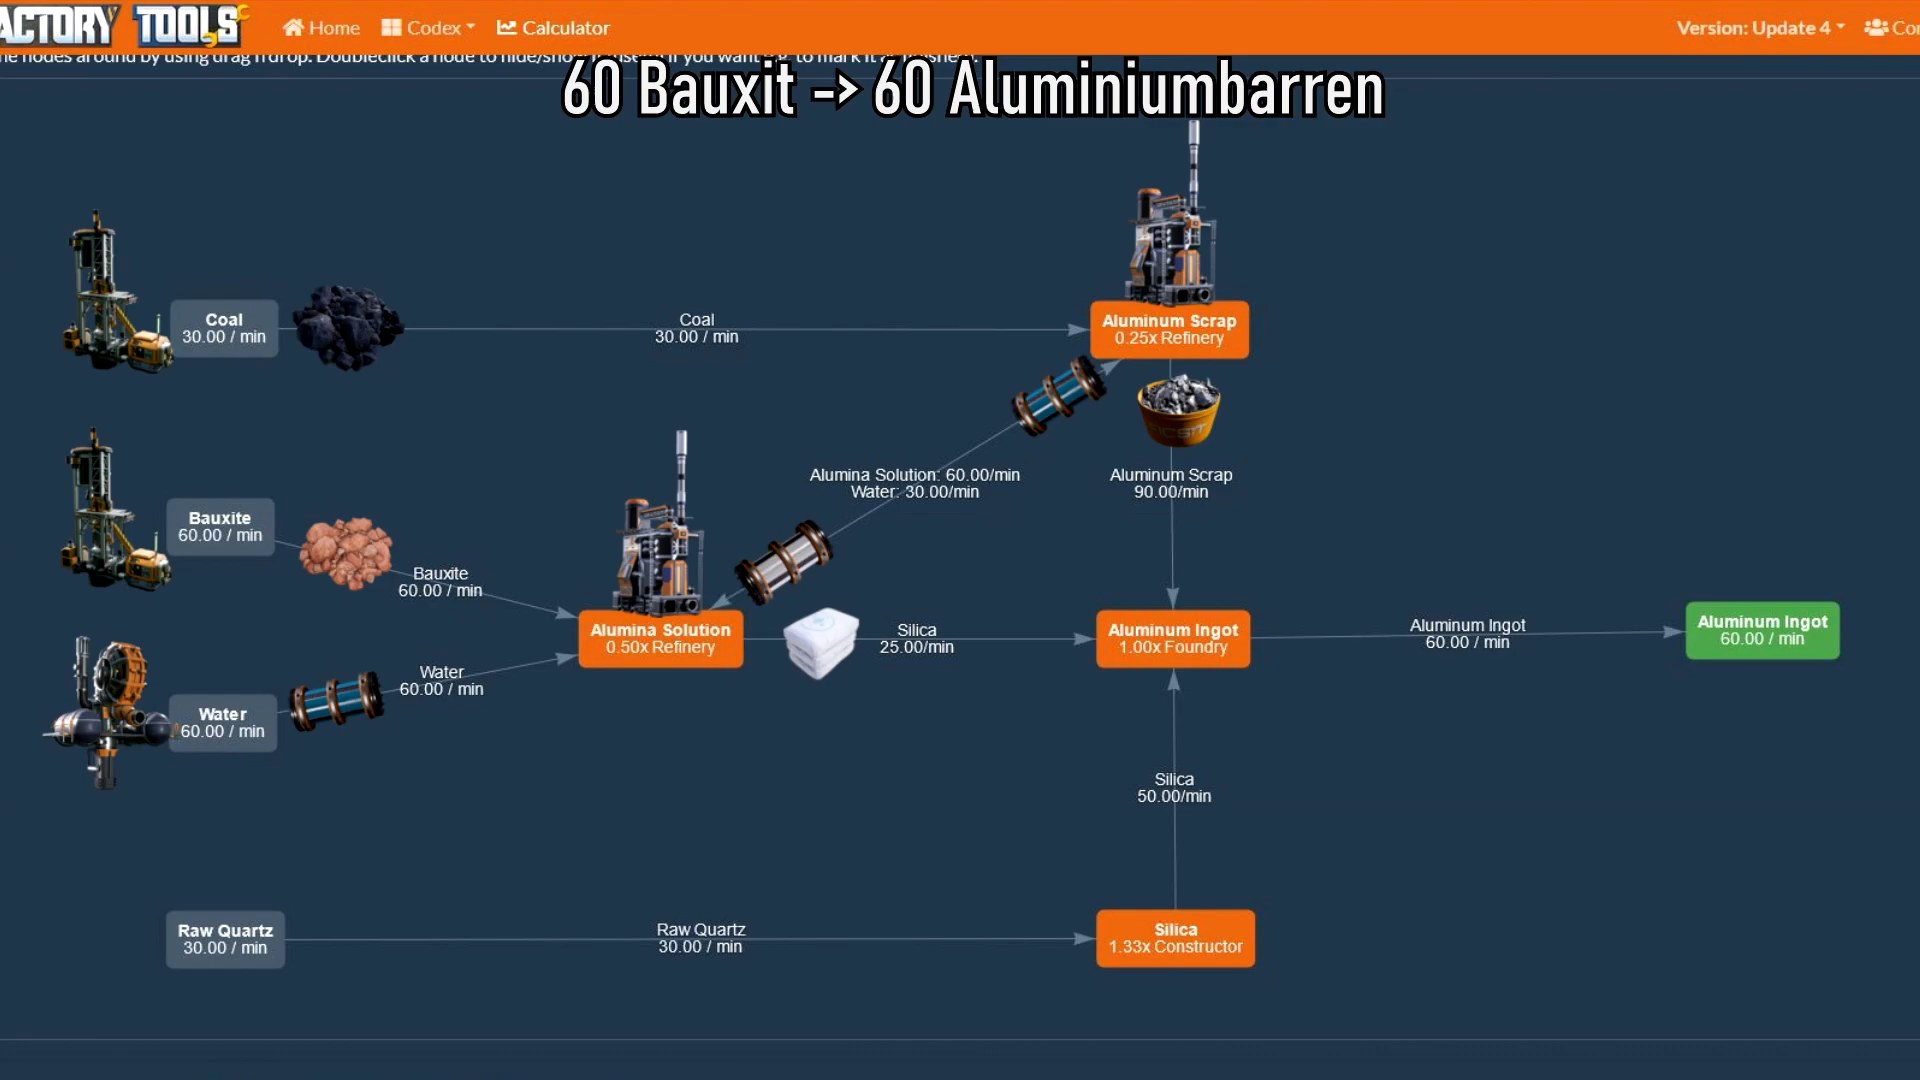 ACTORY TOOLS
Home
Codex
Calculator
Version: Update 4
60 Bauxit -> 60 Aluminiumbarren
Coal
30.00 / min
Coal
30.00 / min
Aluminum Scrap
0.25x Refinery
Alumina Solution: 60.00/min
Water: 30.00/min
Aluminum Scrap
90.00/min
Bauxite
60.00 / min
Bauxite
60.00 / min
Alumina Solution
0.50x Refinery
Silica
25.00/min
Aluminum Ingot
1.00x Foundry
Aluminum Ingot
60.00 / min
Aluminum Ingot
60.00 / min
Water
60.00 / min
Water
60.00 / min
Silica
50.00/min
Raw Quartz
30.00 / min
Raw Quartz
30.00 / min
Silica
1.33x Constructor